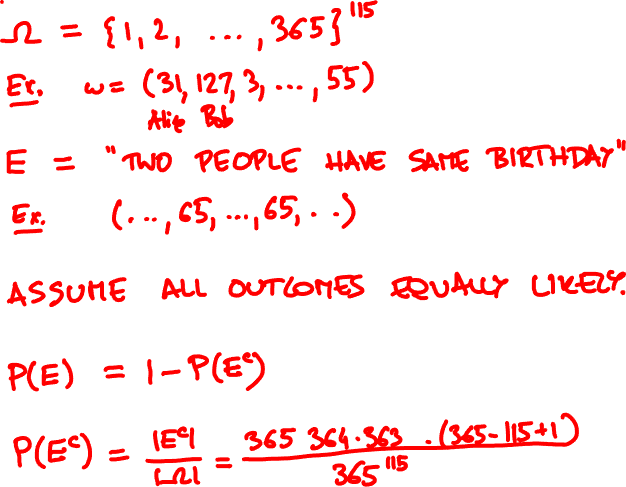 Ω = {1, 2, ..., 365}^115
Ex. ω = (31, 127, 3, ..., 55)
Alice Bob
E = "TWO PEOPLE HAVE SAME BIRTHDAY"
Ex. (..., 65, ..., 65, ..)
ASSUME ALL OUTCOMES EQUALLY LIKELY.
P(E) = 1 - P(E^c)
P(E^c) = |E^c| / |Ω| = 365 364·363 . (365-115+1) / 365^115